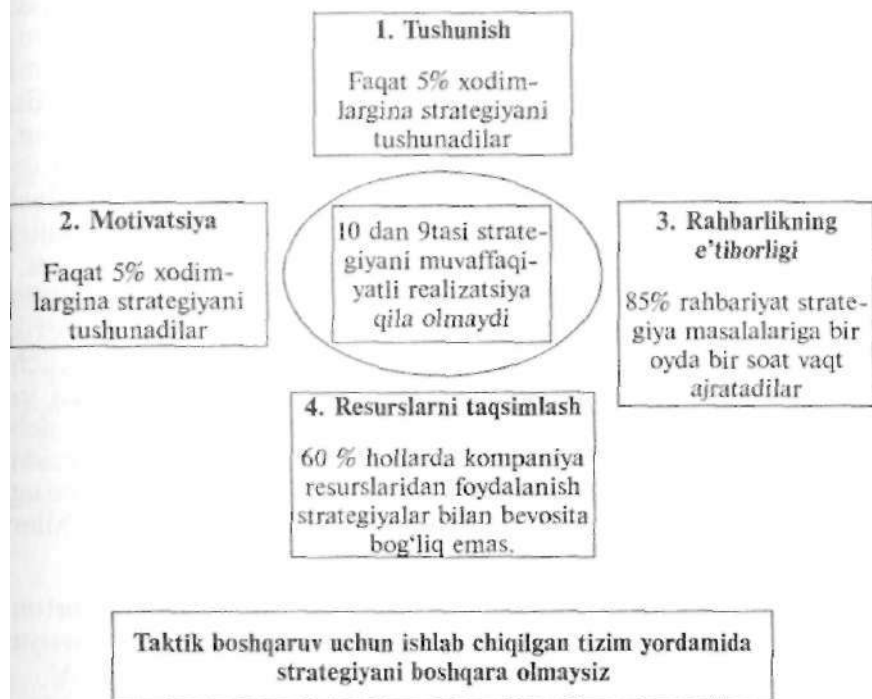 1. Tushunish
Faqat 5% xodim-
largina strategiyani
tushunadilar
2. Motivatsiya
Faqat 5% xodim-
largina strategiyani
tushunadilar
10 dan 9tasi strate-
giyani muvaffaqi-
yatli realizatsiya
qila olmaydi
3. Rahbarlikning
e'tiborligi
85% rahbariyat strate-
giya masalalariga bir
oyda bir soat vaqt
ajratadilar
4. Resurslarni taqsimlash
60 % hollarda kompaniya
resurslaridan foydalanish
strategiyalar bilan bevosita
bog‘liq emas.
Taktik boshqaruv uchun ishlab chiqilgan tizim yordamida
strategiyani boshqara olmaysiz